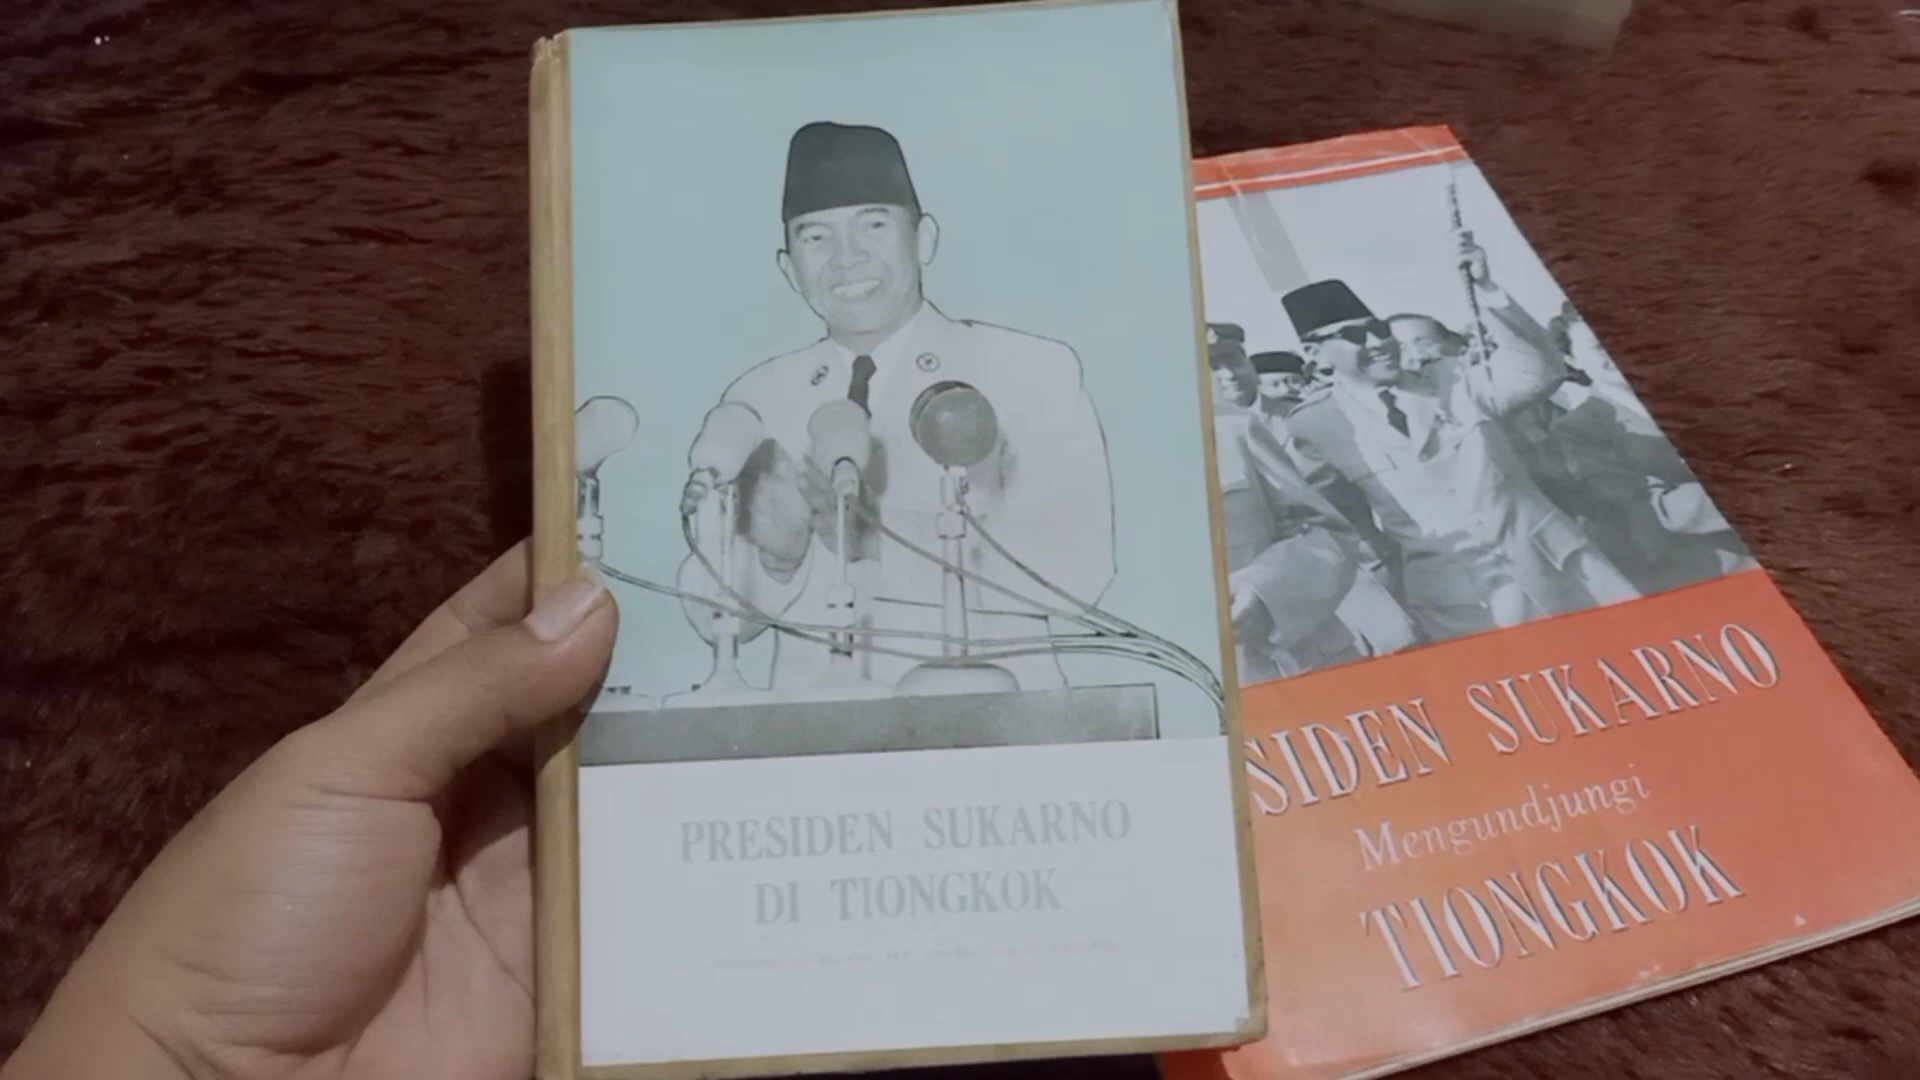 PRESIDEN SUKARNO
DI TIONGKOK
SIDEN SUKARNO
Mengundjungi
TIONGKOK